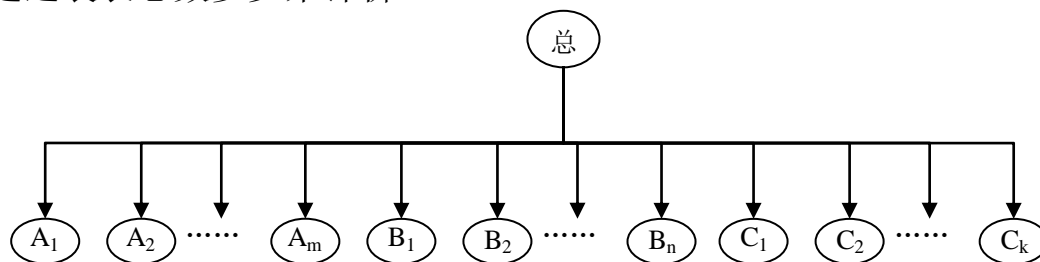 总
A₁ A₂ …… Aₘ B₁ B₂ …… Bₙ C₁ C₂ …… Cₖ